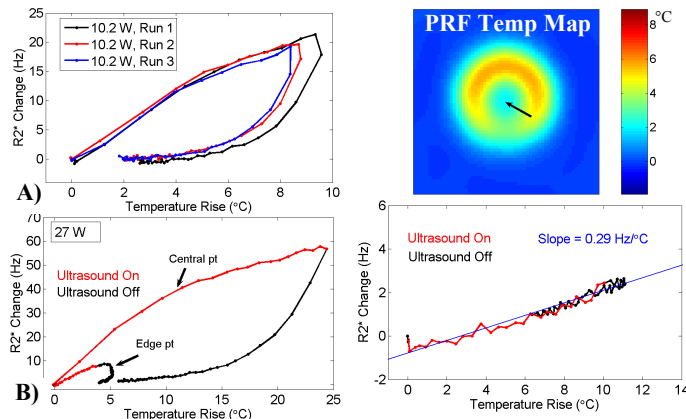 25
20
15
10
5
0
R2* Change (Hz)
10.2 W, Run 1
10.2 W, Run 2
10.2 W, Run 3
0 2 4 6 8 10
Temperature Rise (°C)
A)
PRF Temp Map
°C
8
6
4
2
0
70
60
50
40
30
20
10
0
R2* Change (Hz)
27 W
Central pt
Ultrasound On
Ultrasound Off
Edge pt
0 5 10 15 20 25
Temperature Rise (°C)
B)
6
4
2
0
-2
R2* Change (Hz)
Ultrasound On
Ultrasound Off
Slope = 0.29 Hz/°C
0 2 4 6 8 10 12 14
Temperature Rise (°C)